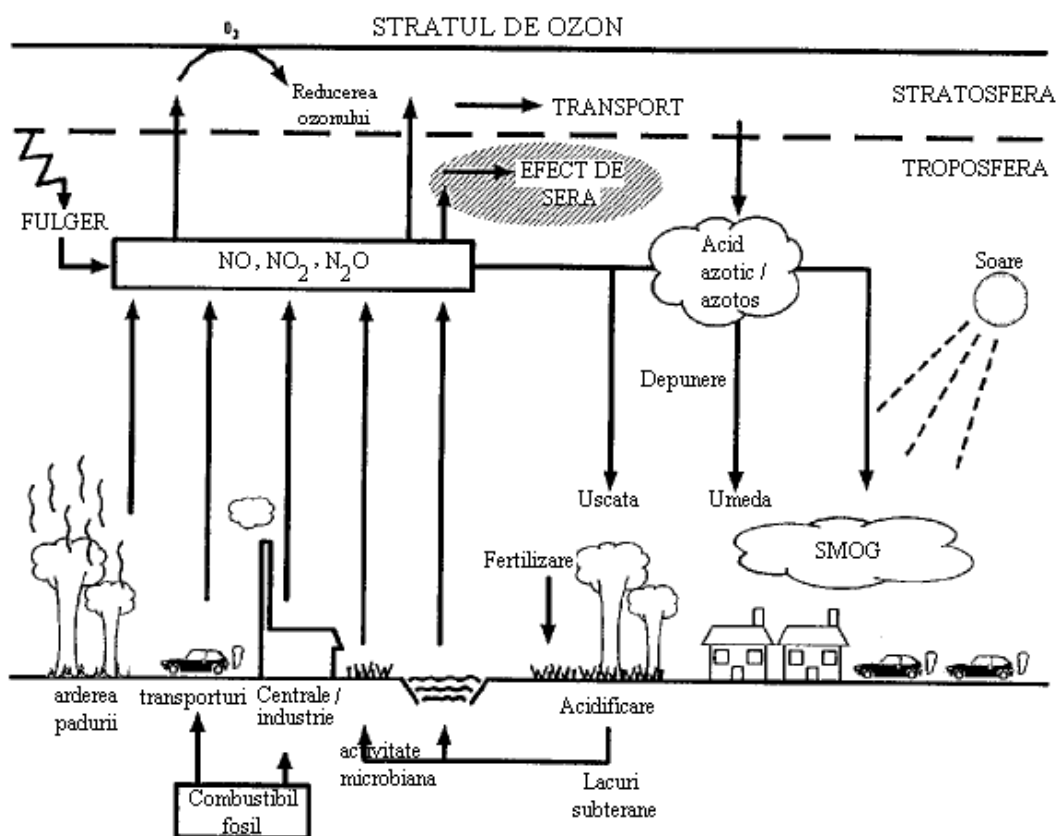 STRATUL DE OZON
O3
Reducerea
ozonului
TRANSPORT
STRATOSFERA
TROPOSFERA
EFECT DE
SERA
FULGER
NO, NO2, N2O
Acid
azotic /
azotos
Soare
Depunere
Uscata
Umeda
SMOG
Fertilizare
arderea
padurii
transporturi
Centrale /
industrie
Acidificare
activitate
microbiana
Lacuri
subterane
Combustibil
fosil